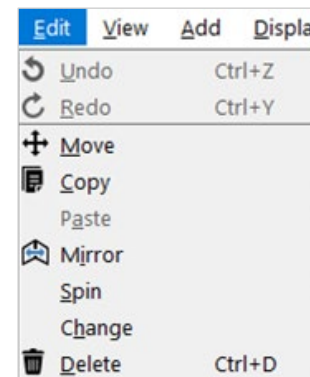 Edit View Add Displa
Undo Ctrl+Z
Redo Ctrl+Y
Move
Copy
Paste
Mirror
Spin
Change
Delete Ctrl+D